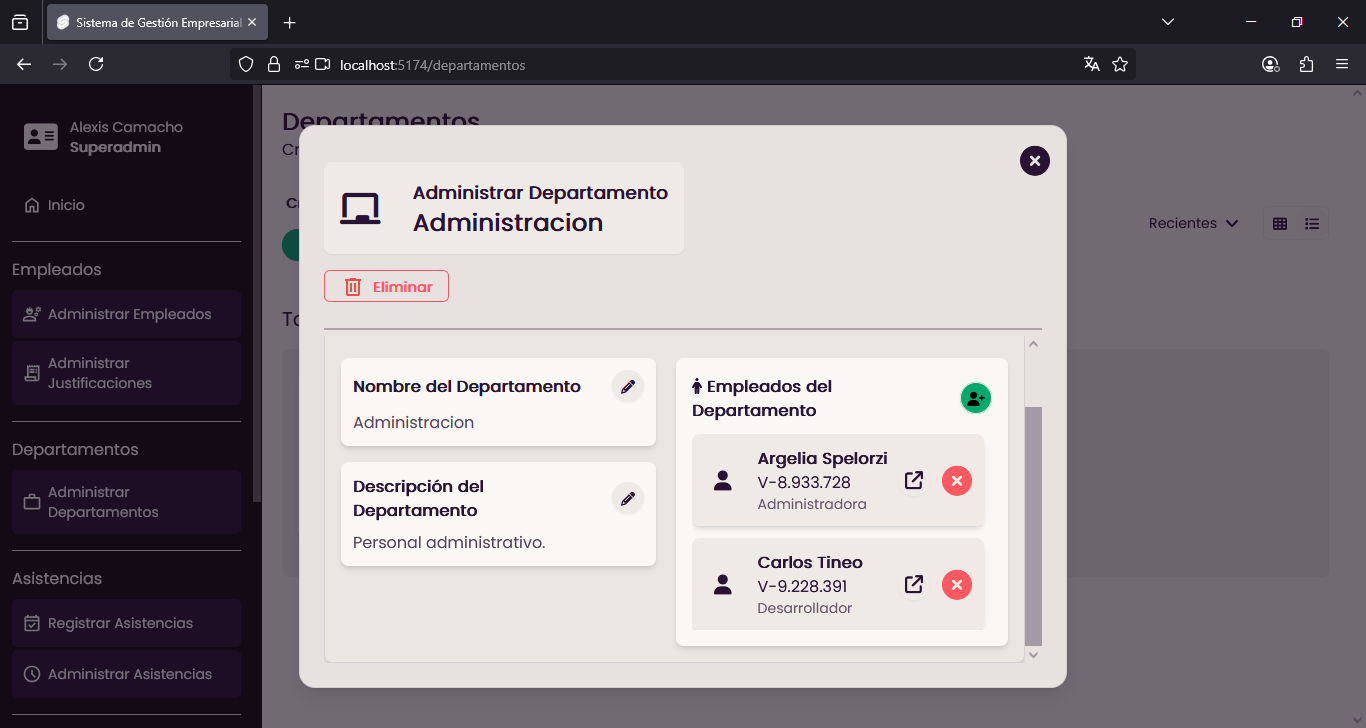 Sistema de Gestión Empresarial
localhost:5174/departamentos
Alexis Camacho
Superadmin
Inicio
Empleados
Administrar Empleados
Administrar
Justificaciones
Departamentos
Administrar
Departamentos
Asistencias
Registrar Asistencias
Administrar Asistencias
Departamentos
Recientes
Administrar Departamento
Administracion
Eliminar
Nombre del Departamento
Administracion
Descripción del
Departamento
Personal administrativo.
Empleados del
Departamento
Argelia Spelorzi
V-8.933.728
Administradora
Carlos Tineo
V-9.228.391
Desarrollador